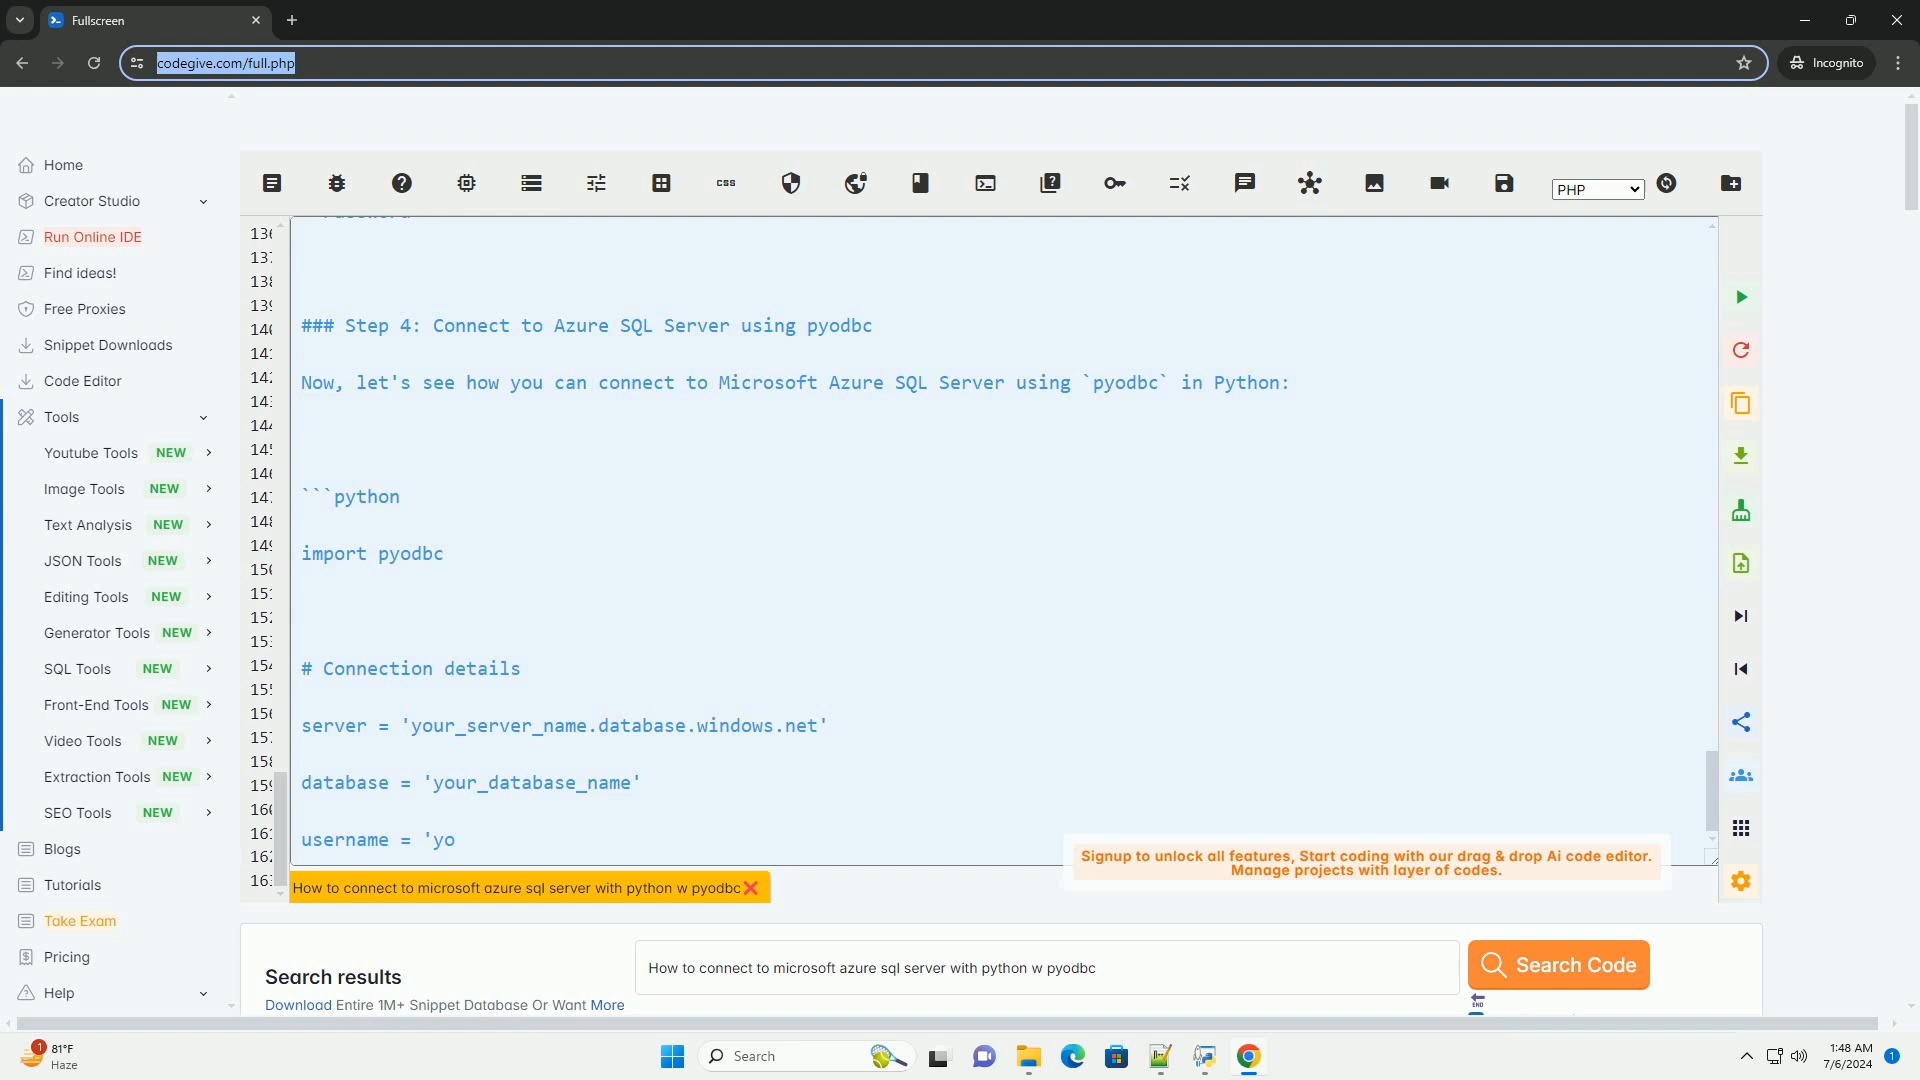 Fullscreen
codegive.com/full.php
Incognito
Home
Creator Studio
Run Online IDE
Find ideas!
Free Proxies
Snippet Downloads
Code Editor
Tools
Youtube Tools NEW
Image Tools NEW
Text Analysis NEW
JSON Tools NEW
Editing Tools NEW
Generator Tools NEW
SQL Tools NEW
Front-End Tools NEW
Video Tools NEW
Extraction Tools NEW
SEO Tools NEW
Blogs
Tutorials
Take Exam
Pricing
Help
css
PHP
### Step 4: Connect to Azure SQL Server using pyodbc
Now, let's see how you can connect to Microsoft Azure SQL Server using `pyodbc` in Python:
```python
import pyodbc
# Connection details
server = 'your_server_name.database.windows.net'
database = 'your_database_name'
username = 'yo
Signup to unlock all features, Start coding with our drag & drop Ai code editor.
Manage projects with layer of codes.
How to connect to microsoft azure sql server with python w pyodbc
Search results
Download Entire 1M+ Snippet Database Or Want More
How to connect to microsoft azure sql server with python w pyodbc
Search Code
END
1
81°F
Haze
Search
1:48 AM
7/6/2024
1